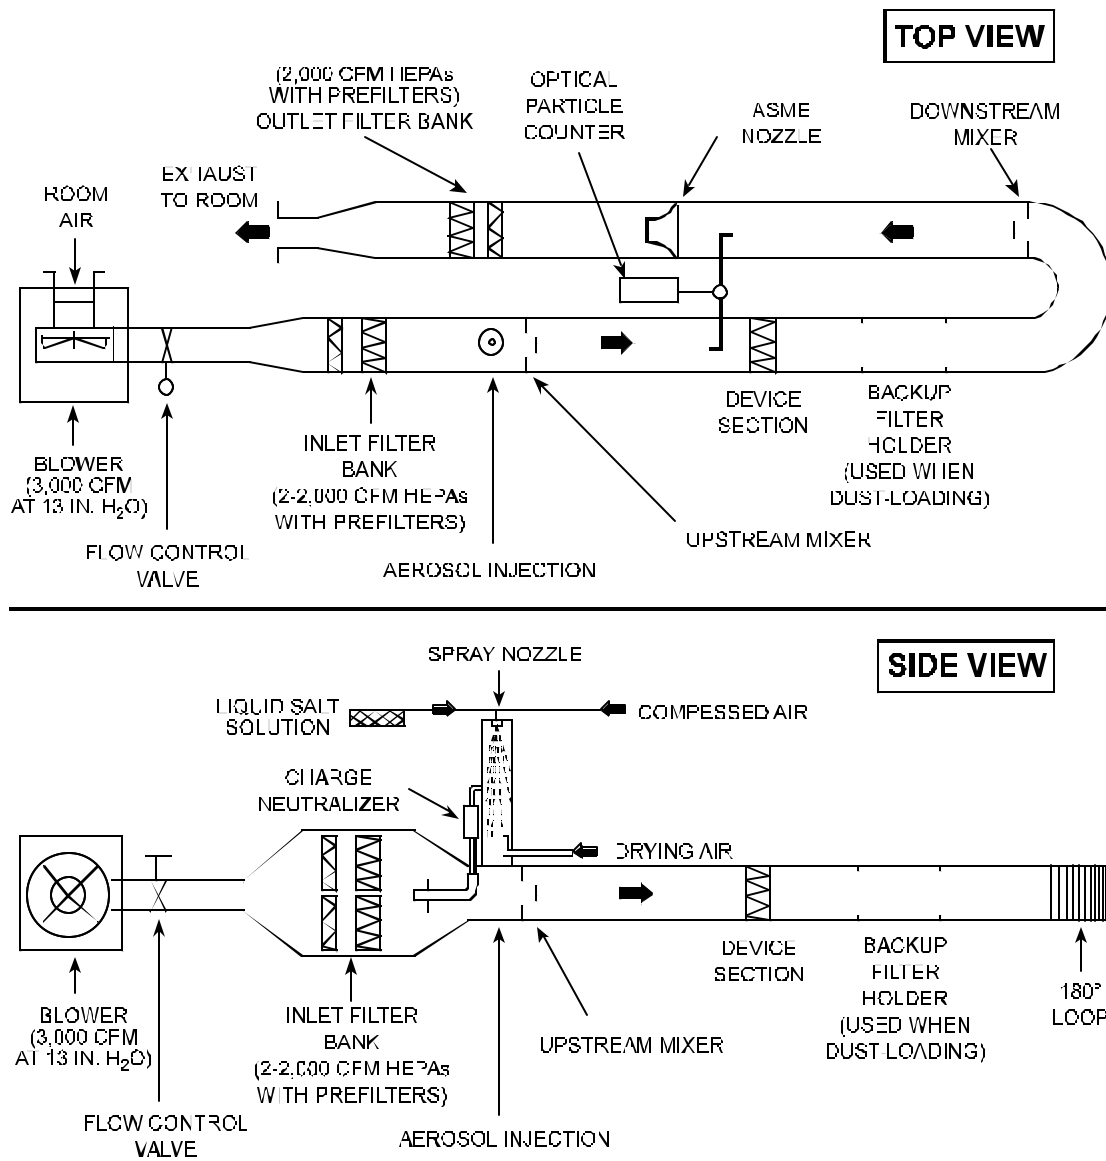 TOP VIEW
(2,000 CFM HEPAs
WITH PREFILTERS)
OUTLET FILTER BANK
OPTICAL
PARTICLE
COUNTER
ASME
NOZZLE
DOWNSTREAM
MIXER
EXHAUST
TO ROOM
ROOM
AIR
BLOWER
(3,000 CFM
AT 13 IN. H2O)
FLOW CONTROL
VALVE
INLET FILTER
BANK
(2-2,000 CFM HEPAs
WITH PREFILTERS)
AEROSOL INJECTION
UPSTREAM MIXER
DEVICE
SECTION
BACKUP
FILTER
HOLDER
(USED WHEN
DUST-LOADING)
SIDE VIEW
SPRAY NOZZLE
LIQUID SALT
SOLUTION
COMPESSED AIR
CHARGE
NEUTRALIZER
DRYING AIR
BLOWER
(3,000 CFM
AT 13 IN. H2O)
FLOW CONTROL
VALVE
INLET FILTER
BANK
(2-2,000 CFM HEPAs
WITH PREFILTERS)
AEROSOL INJECTION
UPSTREAM MIXER
DEVICE
SECTION
BACKUP
FILTER
HOLDER
(USED WHEN
DUST-LOADING)
180°
LOOP